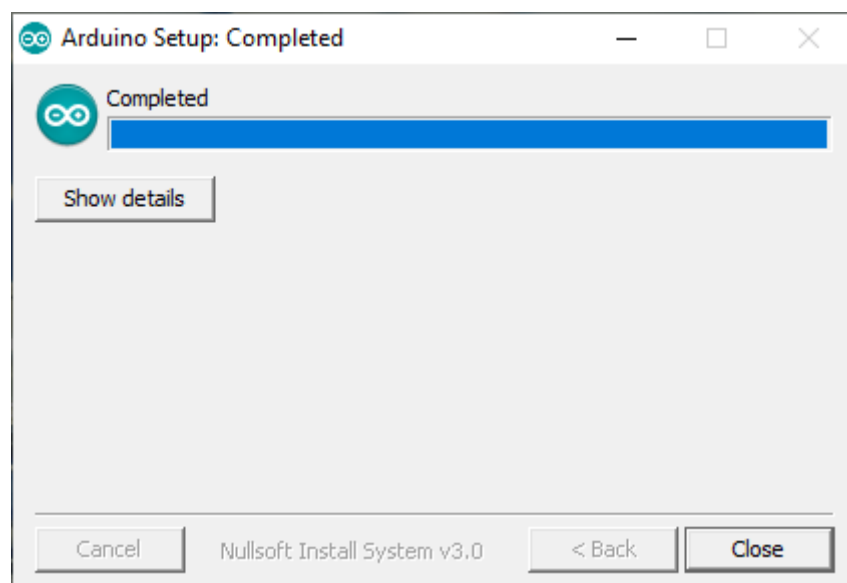 Arduino Setup: Completed
Completed
Show details
Cancel
Nullsoft Install System v3.0
< Back
Close